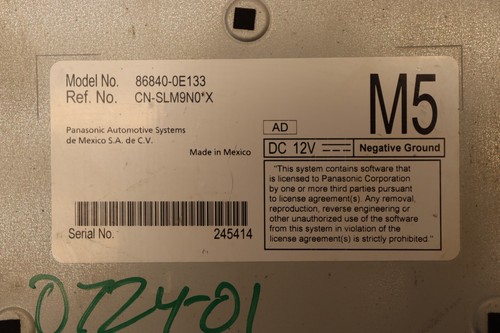 Model No. 86840-0E133
Ref. No. CN-SLM9N0*X
M5
Panasonic Automotive Systems
de Mexico S.A. de C.V.
AD
Made in Mexico
DC 12V Negative Ground
"This system contains software that
is licensed to Panasonic Corporation
by one or more third parties pursuant
to license agreement(s). Any removal,
reproduction, reverse engineering or
other unauthorized use of the software
from this system in violation of the
license agreement(s) is strictly prohibited."
Serial No. 245414
0724-01